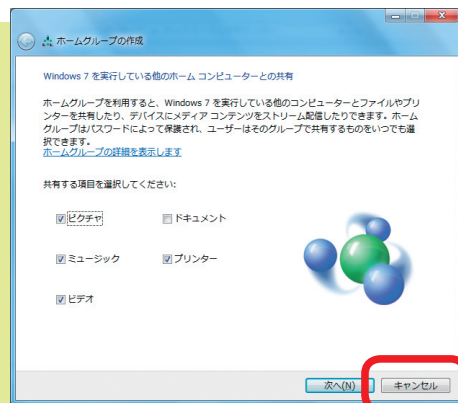 ホームグループの作成
Windows 7 を実行している他のホーム コンピューターとの共有
ホームグループを利用すると、Windows 7 を実行している他のコンピューターとファイルやプリ
ンターを共有したり、デバイスにメディア コンテンツをストリーム配信したりできます。ホーム
グループはパスワードによって保護され、ユーザーはそのグループで共有するものをいつでも選
択できます。
ホームグループの詳細を表示します
共有する項目を選択してください:
ピクチャ
ドキュメント
ミュージック
プリンター
ビデオ
次へ(N)
キャンセル